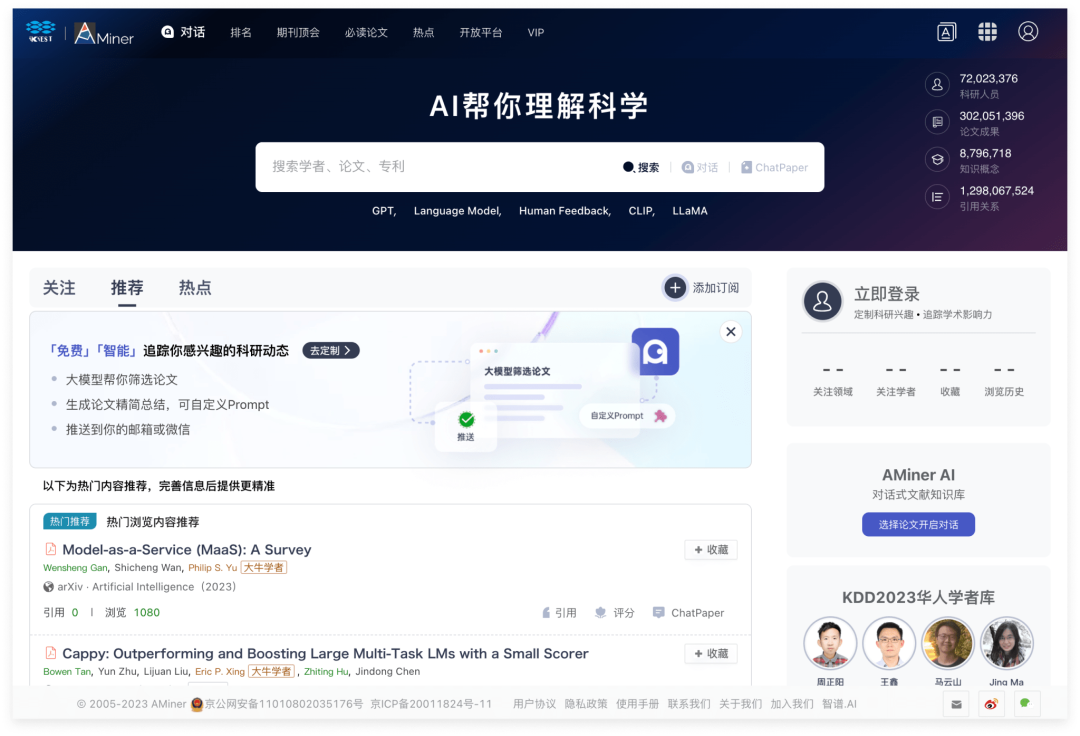 IKCEST | AMiner 对话 排名 期刊顶会 必读论文 热点 开放平台 VIP
72,023,376
科研人员
302,051,396
论文成果
8,796,718
知识概念
1,298,067,524
引用关系
AI帮你理解科学
搜索学者、论文、专利 搜索 | 对话 | ChatPaper
GPT, Language Model, Human Feedback, CLIP, LLaMA
关注 推荐 热点 添加订阅
「免费」「智能」追踪你感兴趣的科研动态 去定制
大模型帮你筛选论文
生成论文精简总结,可自定义Prompt
推送到你的邮箱或微信
大模型筛选论文
自定义Prompt
推送
以下为热门内容推荐,完善信息后提供更精准
热门推荐 热门浏览内容推荐
Model-as-a-Service (MaaS): A Survey + 收藏
Wensheng Gan, Shicheng Wan, Philip S. Yu 大牛学者
arXiv · Artificial Intelligence(2023)
引用 0 | 浏览 1080 引用 评分 ChatPaper
Cappy: Outperforming and Boosting Large Multi-Task LMs with a Small Scorer + 收藏
Bowen Tan, Yun Zhu, Lijuan Liu, Eric P. Xing 大牛学者, Zhiting Hu, Jindong Chen
立即登录
定制科研兴趣 • 追踪学术影响力
-- -- -- --
关注领域 关注学者 收藏 浏览历史
AMiner AI
对话式文献知识库
选择论文开启对话
KDD2023华人学者库
周正阳 王鑫 马云山 Jing Ma
© 2005-2023 AMiner 京公网安备11010802035176号 京ICP备20011824号-11 用户协议 隐私政策 使用手册 联系我们 关于我们 加入我们 智谱.AI